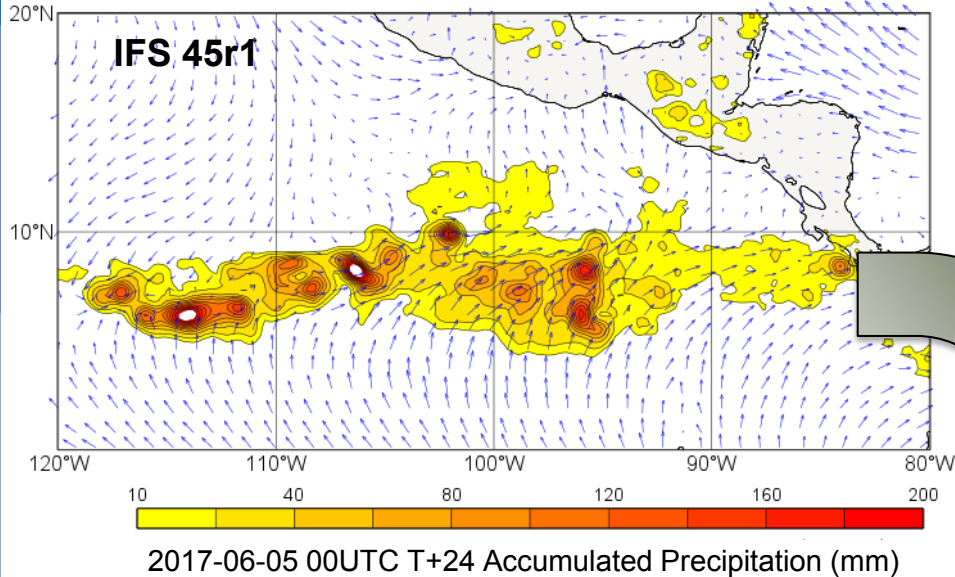 20°N
IFS 45r1
10°N
120°W 110°W 100°W 90°W 80°W
10 40 80 120 160 200
2017-06-05 00UTC T+24 Accumulated Precipitation (mm)